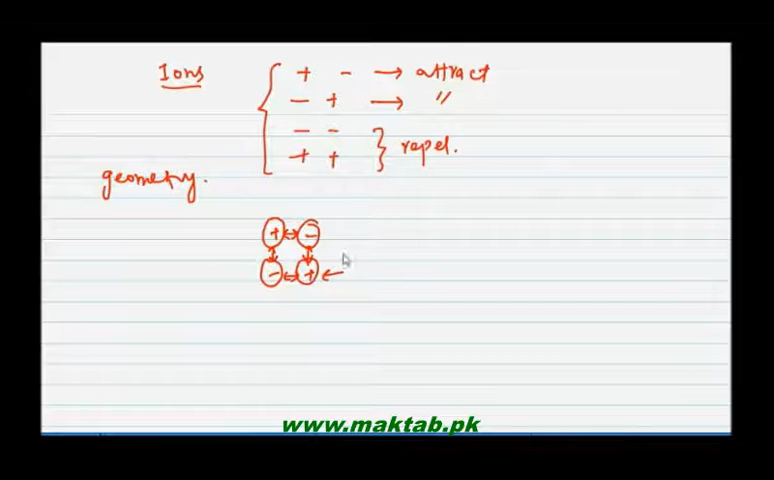 Ions
+ - → attract
- + → "
- -
+ + } repel.
geometry.
+ ↔ -
- ↔ + ←
www.maktab.pk